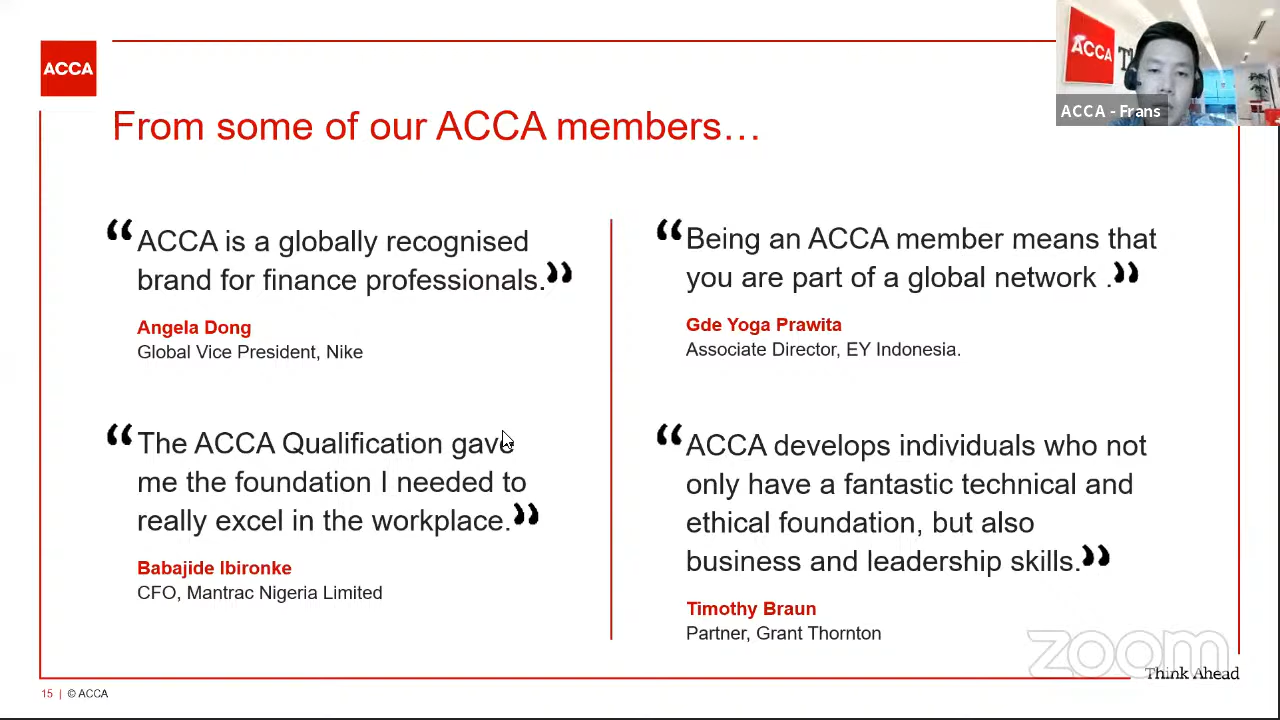 ACCA
ACCA
ACCA - Frans
From some of our ACCA members…
“ACCA is a globally recognised
brand for finance professionals.”
Angela Dong
Global Vice President, Nike
“The ACCA Qualification gave
me the foundation I needed to
really excel in the workplace.”
Babajide Ibironke
CFO, Mantrac Nigeria Limited
“Being an ACCA member means that
you are part of a global network .”
Gde Yoga Prawita
Associate Director, EY Indonesia.
“ACCA develops individuals who not
only have a fantastic technical and
ethical foundation, but also
business and leadership skills.”
Timothy Braun
Partner, Grant Thornton
zoom
Think Ahead
15 | © ACCA